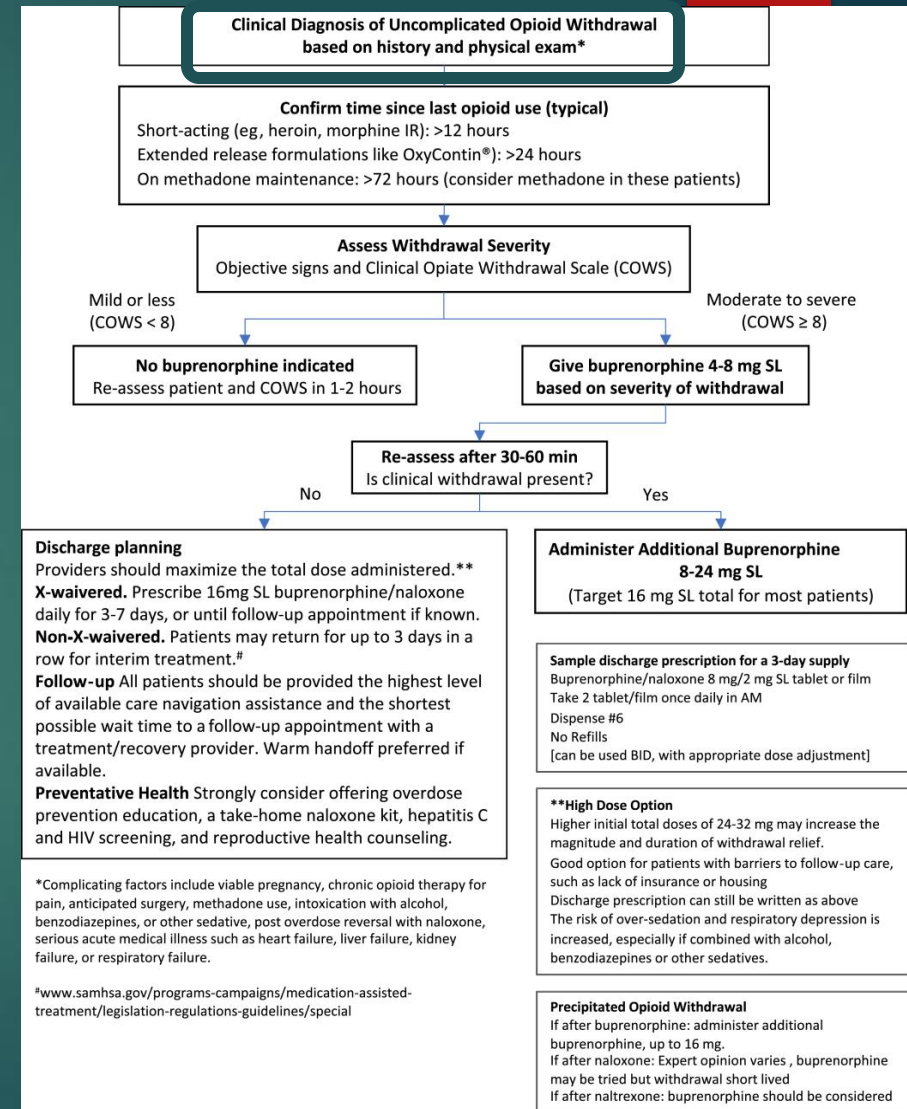 Clinical Diagnosis of Uncomplicated Opioid Withdrawal
based on history and physical exam*
Confirm time since last opioid use (typical)
Short-acting (eg, heroin, morphine IR): >12 hours
Extended release formulations like OxyContin®): >24 hours
On methadone maintenance: >72 hours (consider methadone in these patients)
Assess Withdrawal Severity
Objective signs and Clinical Opiate Withdrawal Scale (COWS)
Mild or less
(COWS < 8)
Moderate to severe
(COWS ≥ 8)
No buprenorphine indicated
Re-assess patient and COWS in 1-2 hours
Give buprenorphine 4-8 mg SL
based on severity of withdrawal
Re-assess after 30-60 min
Is clinical withdrawal present?
No
Yes
Discharge planning
Providers should maximize the total dose administered.**
X-waivered. Prescribe 16mg SL buprenorphine/naloxone
daily for 3-7 days, or until follow-up appointment if known.
Non-X-waivered. Patients may return for up to 3 days in a
row for interim treatment.#
Follow-up All patients should be provided the highest level
of available care navigation assistance and the shortest
possible wait time to a follow-up appointment with a
treatment/recovery provider. Warm handoff preferred if
available.
Preventative Health Strongly consider offering overdose
prevention education, a take-home naloxone kit, hepatitis C
and HIV screening, and reproductive health counseling.
Administer Additional Buprenorphine
8-24 mg SL
(Target 16 mg SL total for most patients)
Sample discharge prescription for a 3-day supply
Buprenorphine/naloxone 8 mg/2 mg SL tablet or film
Take 2 tablet/film once daily in AM
Dispense #6
No Refills
[can be used BID, with appropriate dose adjustment]
**High Dose Option
Higher initial total doses of 24-32 mg may increase the
magnitude and duration of withdrawal relief.
Good option for patients with barriers to follow-up care,
such as lack of insurance or housing
Discharge prescription can still be written as above
The risk of over-sedation and respiratory depression is
increased, especially if combined with alcohol,
benzodiazepines or other sedatives.
*Complicating factors include viable pregnancy, chronic opioid therapy for
pain, anticipated surgery, methadone use, intoxication with alcohol,
benzodiazepines, or other sedative, post overdose reversal with naloxone,
serious acute medical illness such as heart failure, liver failure, kidney
failure, or respiratory failure.
#www.samhsa.gov/programs-campaigns/medication-assisted-
treatment/legislation-regulations-guidelines/special
Precipitated Opioid Withdrawal
If after buprenorphine: administer additional
buprenorphine, up to 16 mg.
If after naloxone: Expert opinion varies , buprenorphine
may be tried but withdrawal short lived
If after naltrexone: buprenorphine should be considered